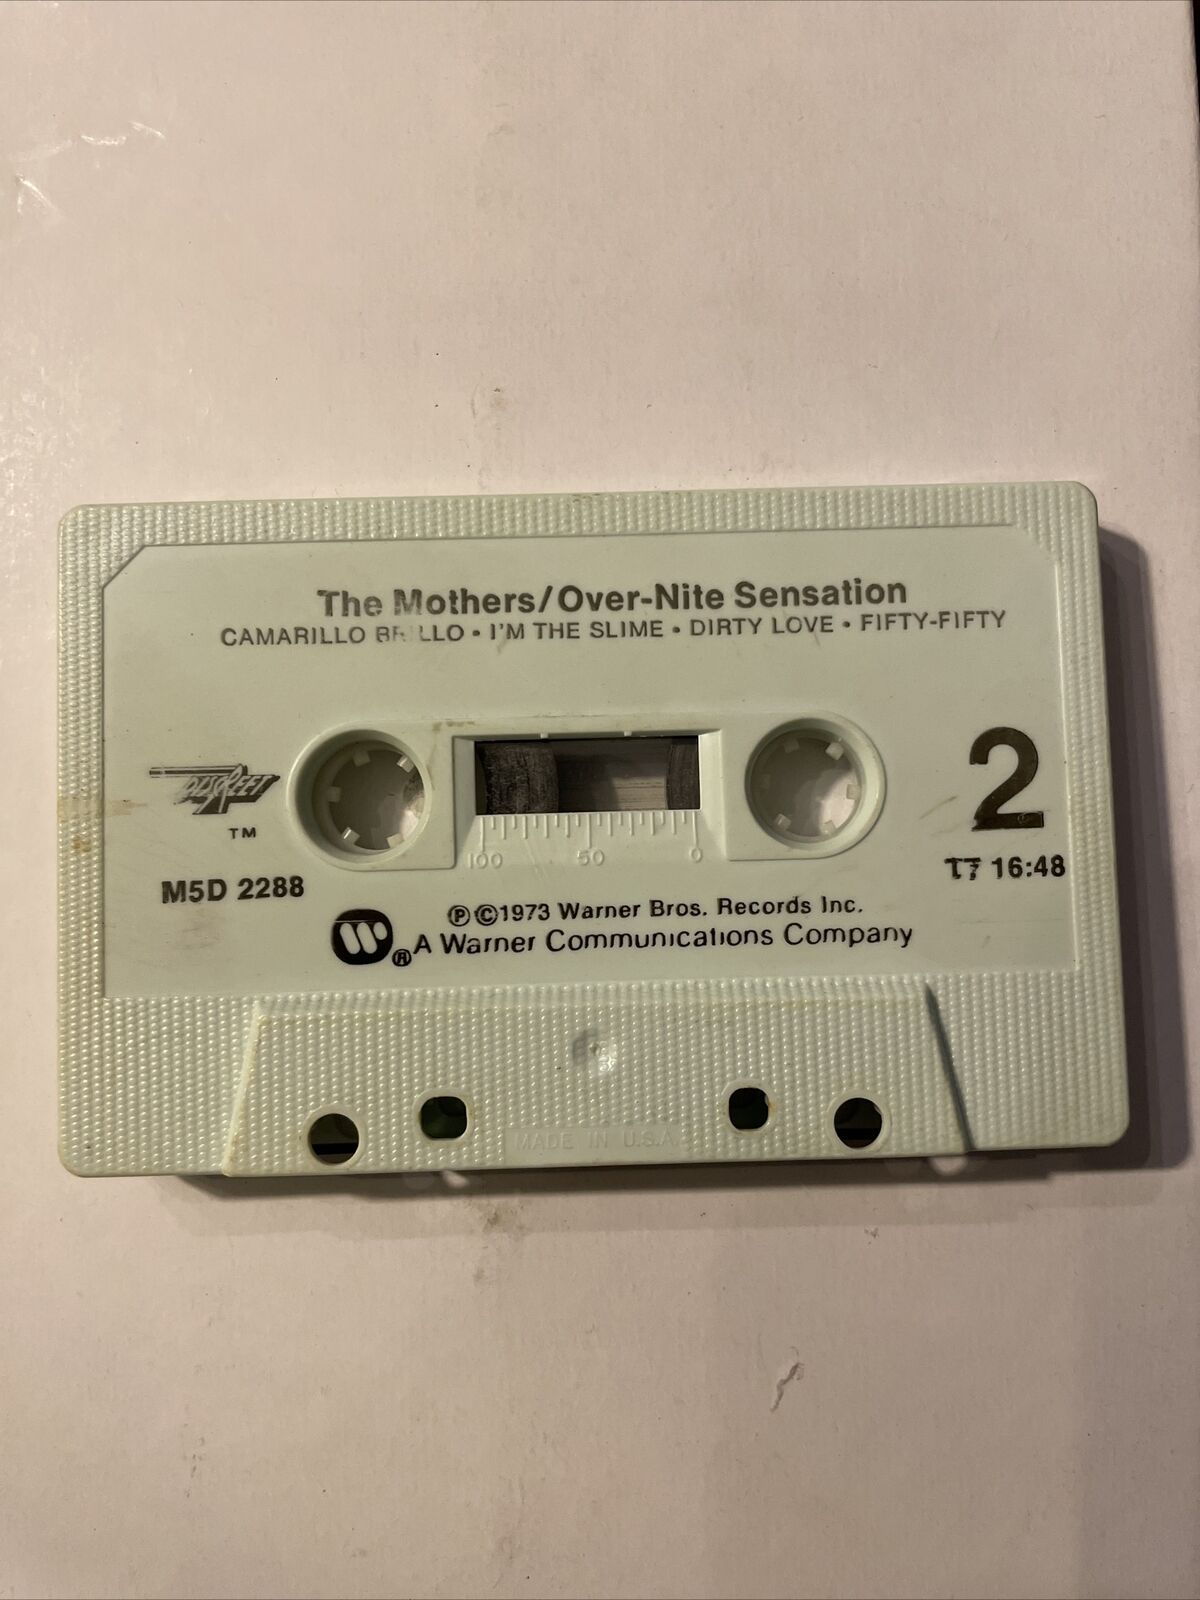 The Mothers/Over-Nite Sensation
CAMARILLO BRILLO • I'M THE SLIME • DIRTY LOVE • FIFTY-FIFTY
DISCREET
TM
M5D 2288
2
16:48
100 50 0
Ⓟ©1973 Warner Bros. Records Inc.
W® A Warner Communications Company
MADE IN U.S.A.